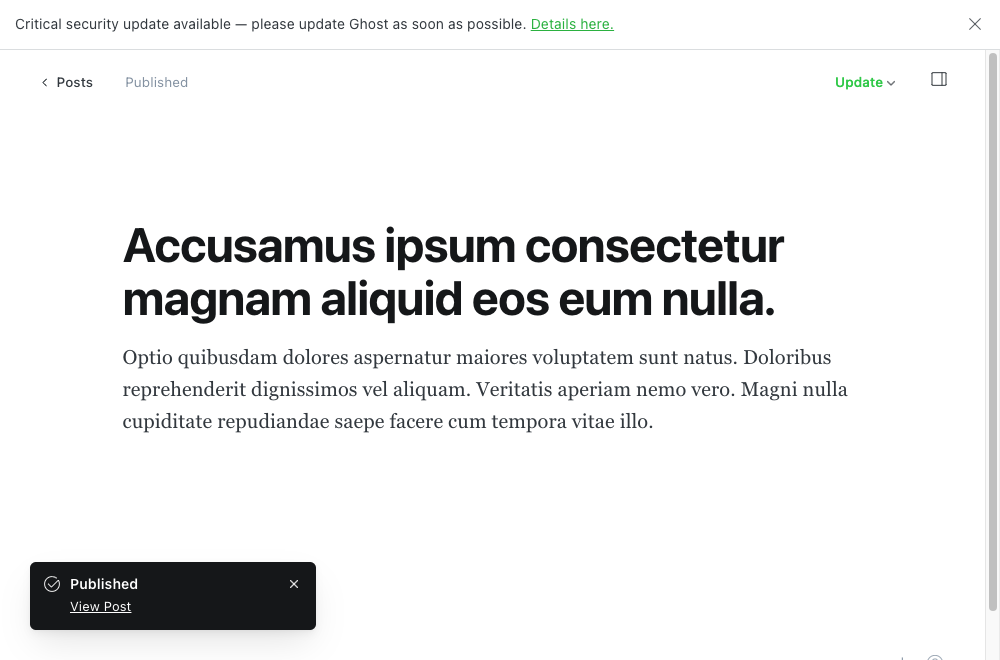 Critical security update available — please update Ghost as soon as possible. Details here.
Posts
Published
Update
Accusamus ipsum consectetur
magnam aliquid eos eum nulla.
Optio quibusdam dolores aspernatur maiores voluptatem sunt natus. Doloribus
reprehenderit dignissimos vel aliquam. Veritatis aperiam nemo vero. Magni nulla
cupiditate repudiandae saepe facere cum tempora vitae illo.
Published
View Post